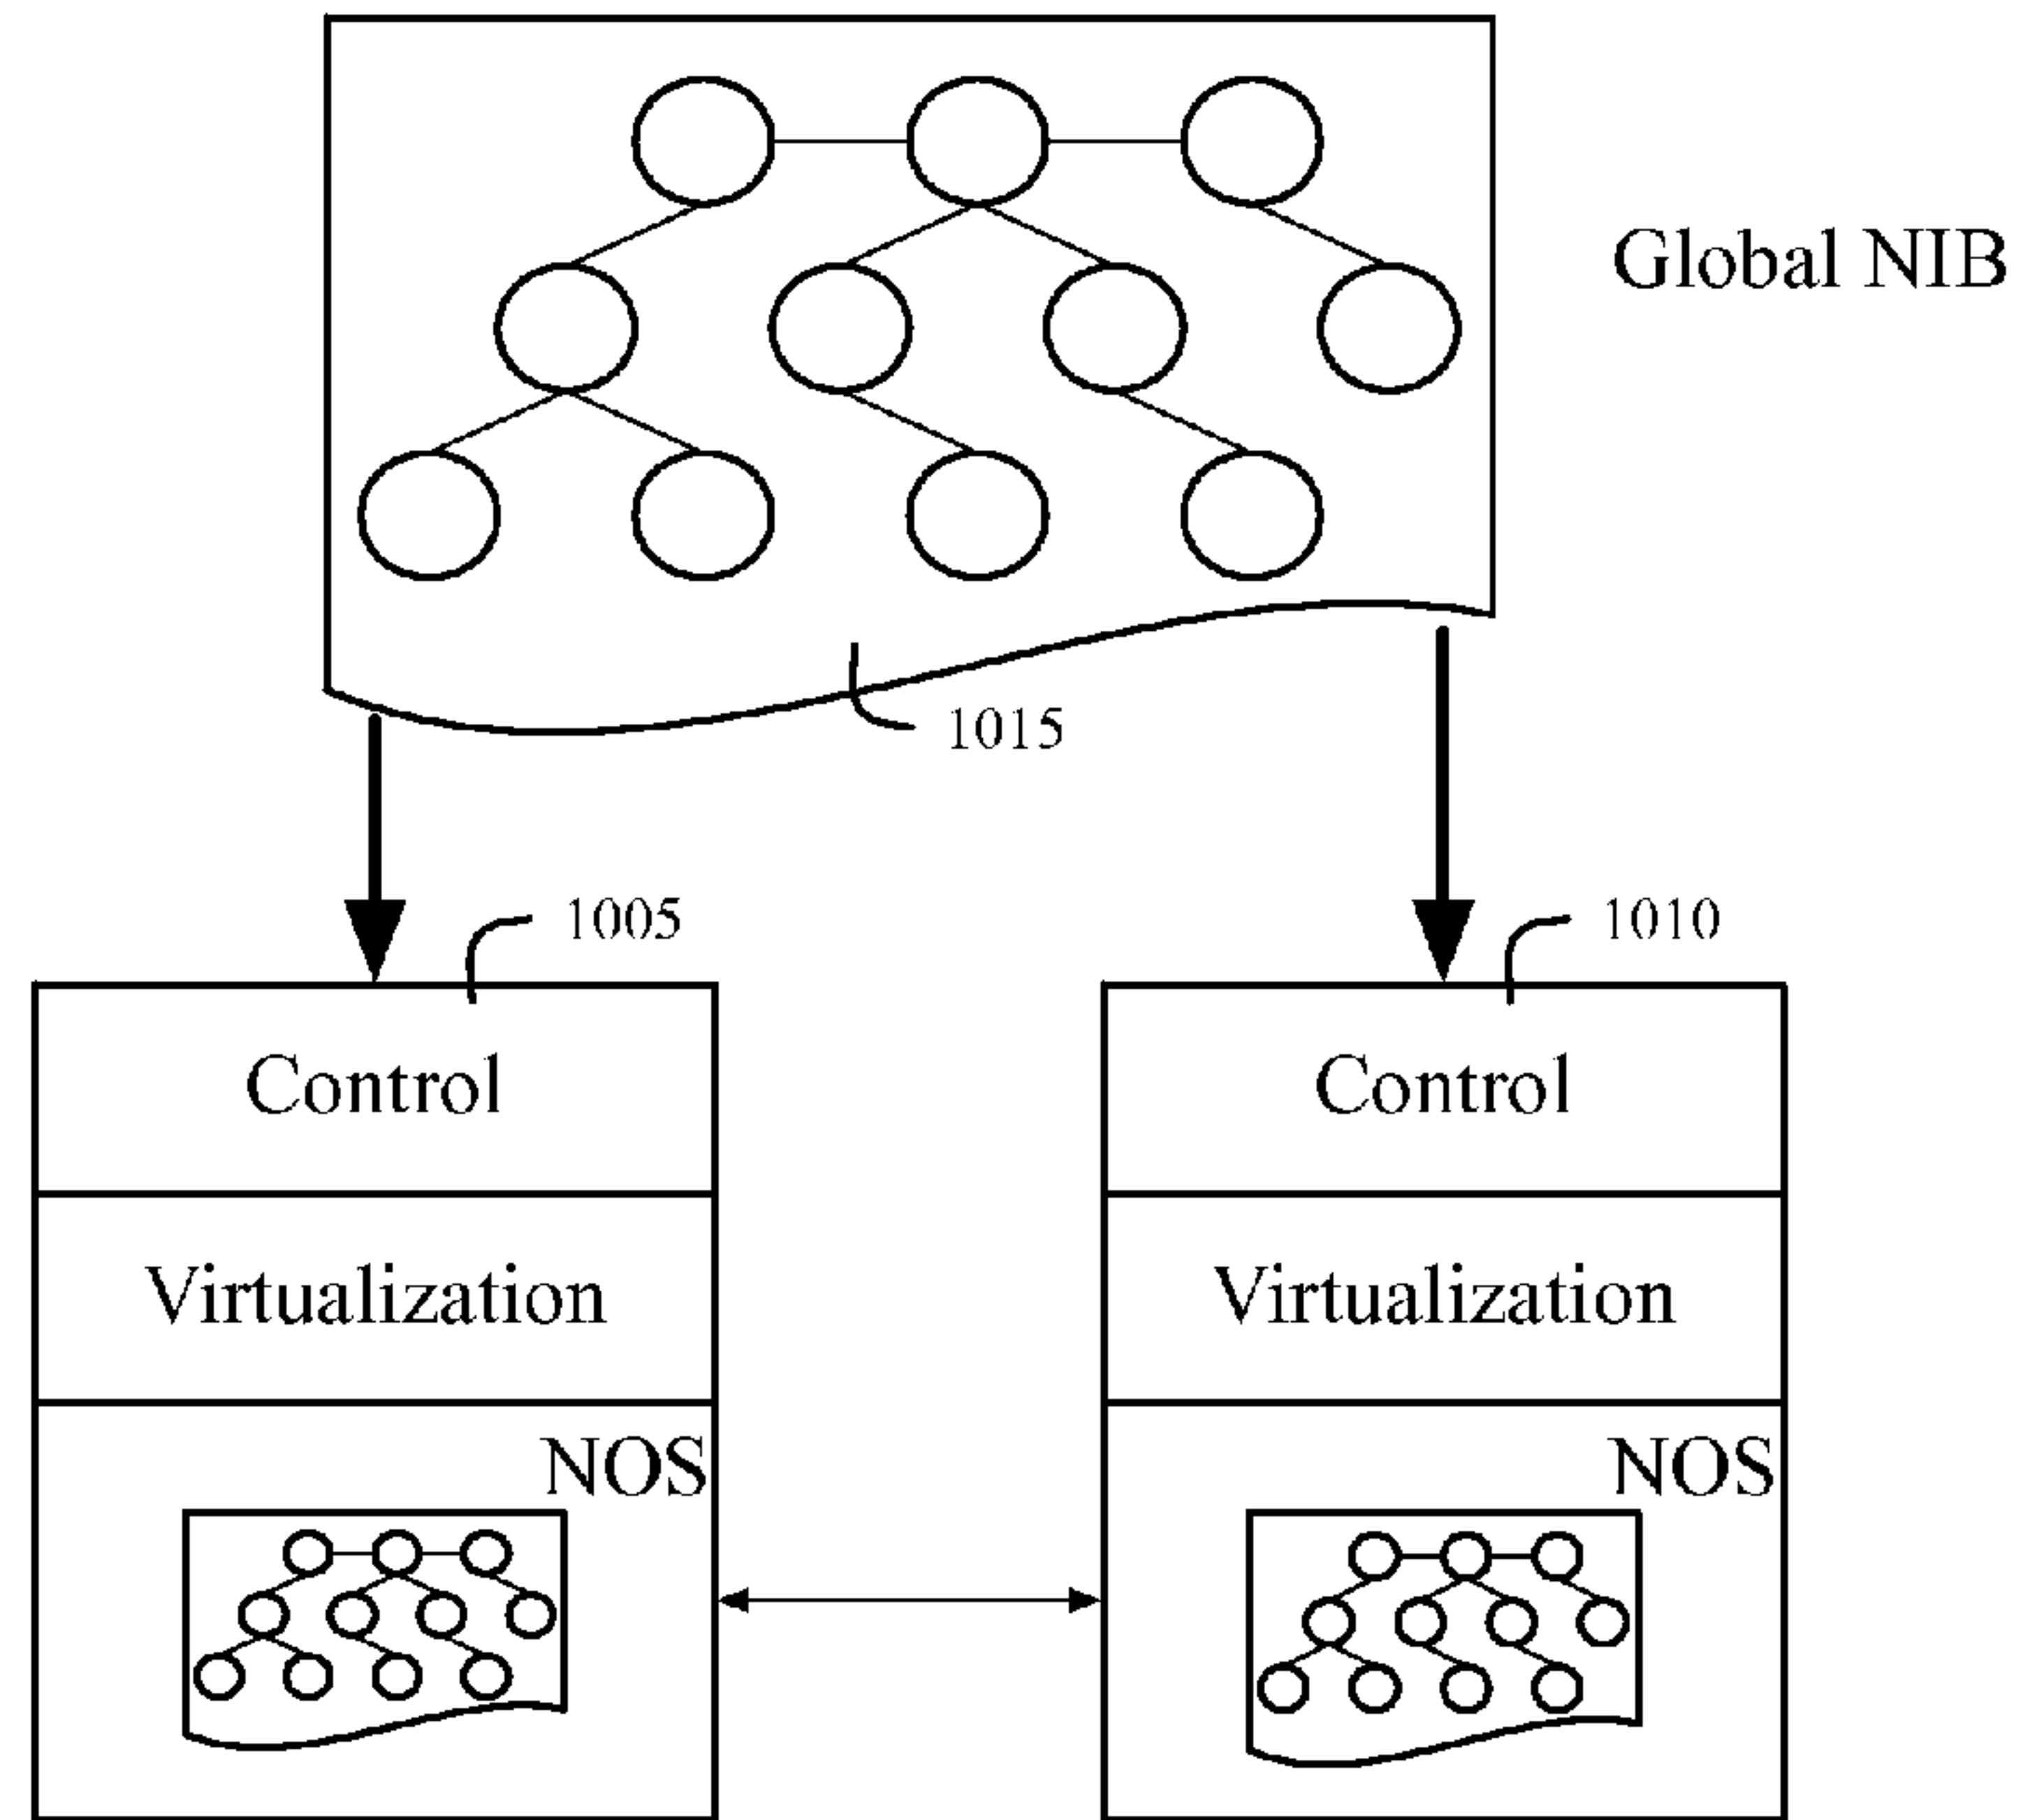 Global NIB
1015
1005
1010
Control
Control
Virtualization
Virtualization
NOS
NOS